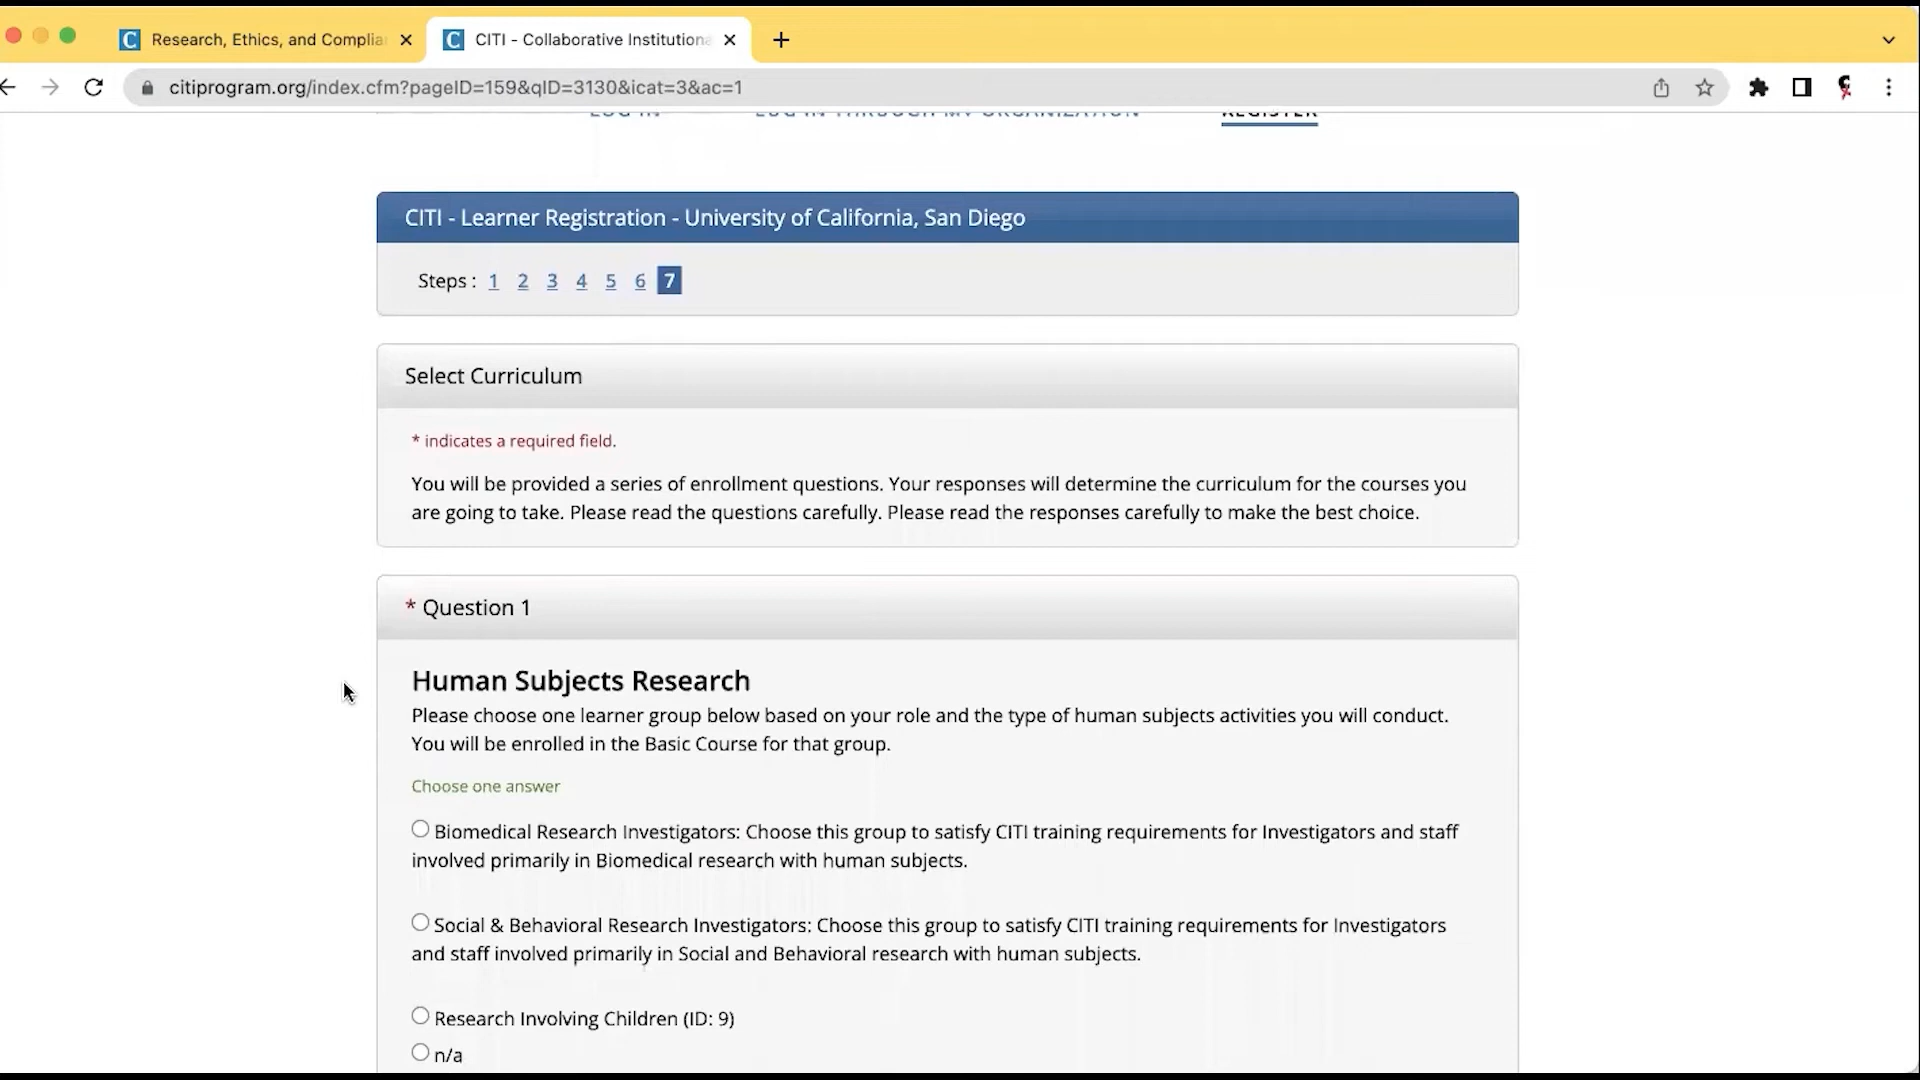 Research, Ethics, and Complia
CITI - Collaborative Institutiona
citiprogram.org/index.cfm?pageID=159&qID=3130&icat=3&ac=1
LOG IN LOG IN THROUGH MY ORGANIZATION REGISTER
CITI - Learner Registration - University of California, San Diego
Steps : 1 2 3 4 5 6 7
Select Curriculum
* indicates a required field.
You will be provided a series of enrollment questions. Your responses will determine the curriculum for the courses you
are going to take. Please read the questions carefully. Please read the responses carefully to make the best choice.
* Question 1
Human Subjects Research
Please choose one learner group below based on your role and the type of human subjects activities you will conduct.
You will be enrolled in the Basic Course for that group.
Choose one answer
Biomedical Research Investigators: Choose this group to satisfy CITI training requirements for Investigators and staff
involved primarily in Biomedical research with human subjects.
Social & Behavioral Research Investigators: Choose this group to satisfy CITI training requirements for Investigators
and staff involved primarily in Social and Behavioral research with human subjects.
Research Involving Children (ID: 9)
n/a